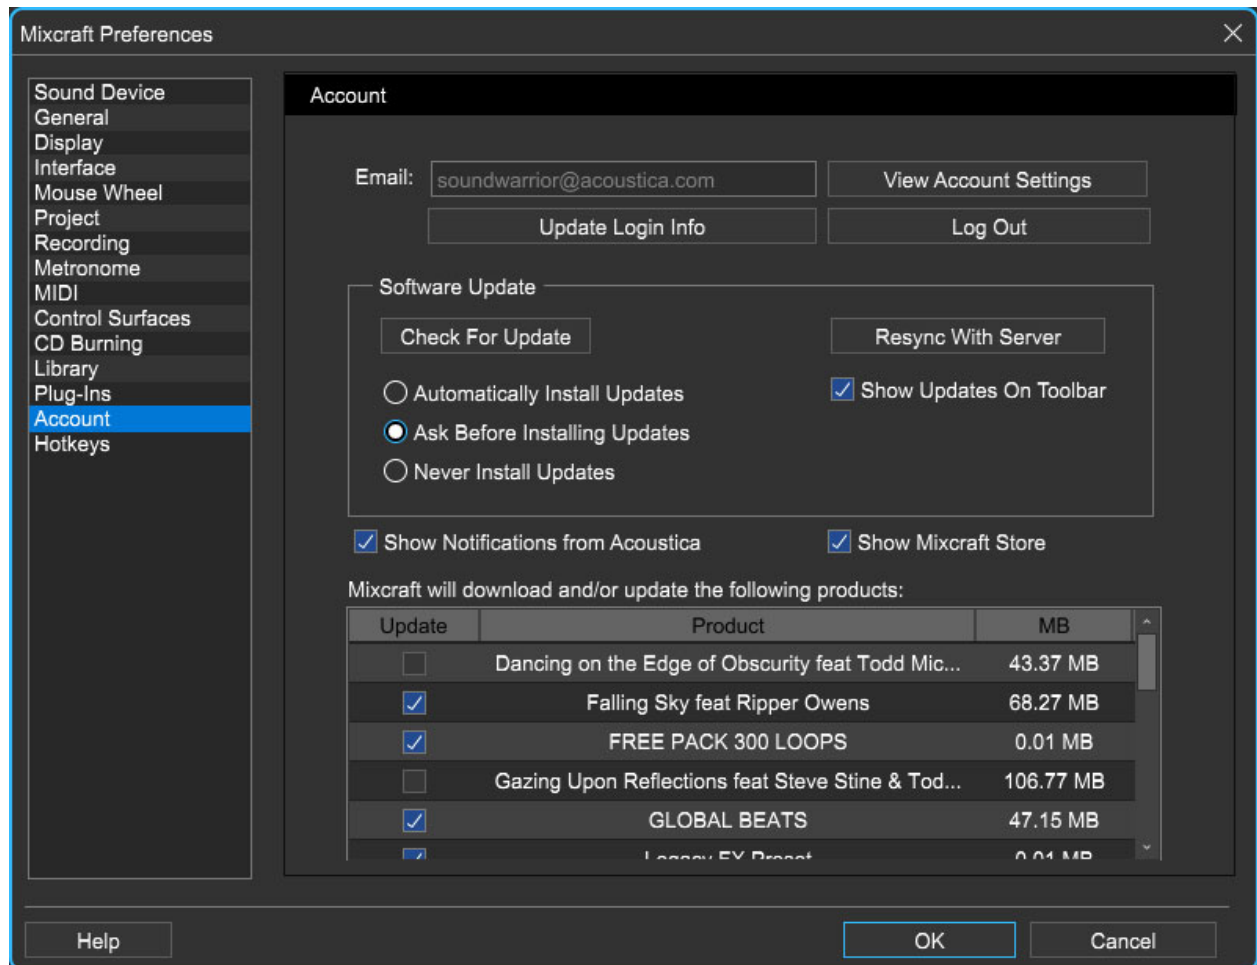 Mixcraft Preferences
Sound Device
General
Display
Interface
Mouse Wheel
Project
Recording
Metronome
MIDI
Control Surfaces
CD Burning
Library
Plug-Ins
Account
Hotkeys
Account
Email: soundwarrior@acoustica.com View Account Settings
Update Login Info Log Out
Software Update
Check For Update Resync With Server
Automatically Install Updates Show Updates On Toolbar
Ask Before Installing Updates
Never Install Updates
Show Notifications from Acoustica Show Mixcraft Store
Mixcraft will download and/or update the following products:
Update Product MB
Dancing on the Edge of Obscurity feat Todd Mic... 43.37 MB
Falling Sky feat Ripper Owens 68.27 MB
FREE PACK 300 LOOPS 0.01 MB
Gazing Upon Reflections feat Steve Stine & Tod... 106.77 MB
GLOBAL BEATS 47.15 MB
Legacy FX Preset 0.01 MB
Help OK Cancel